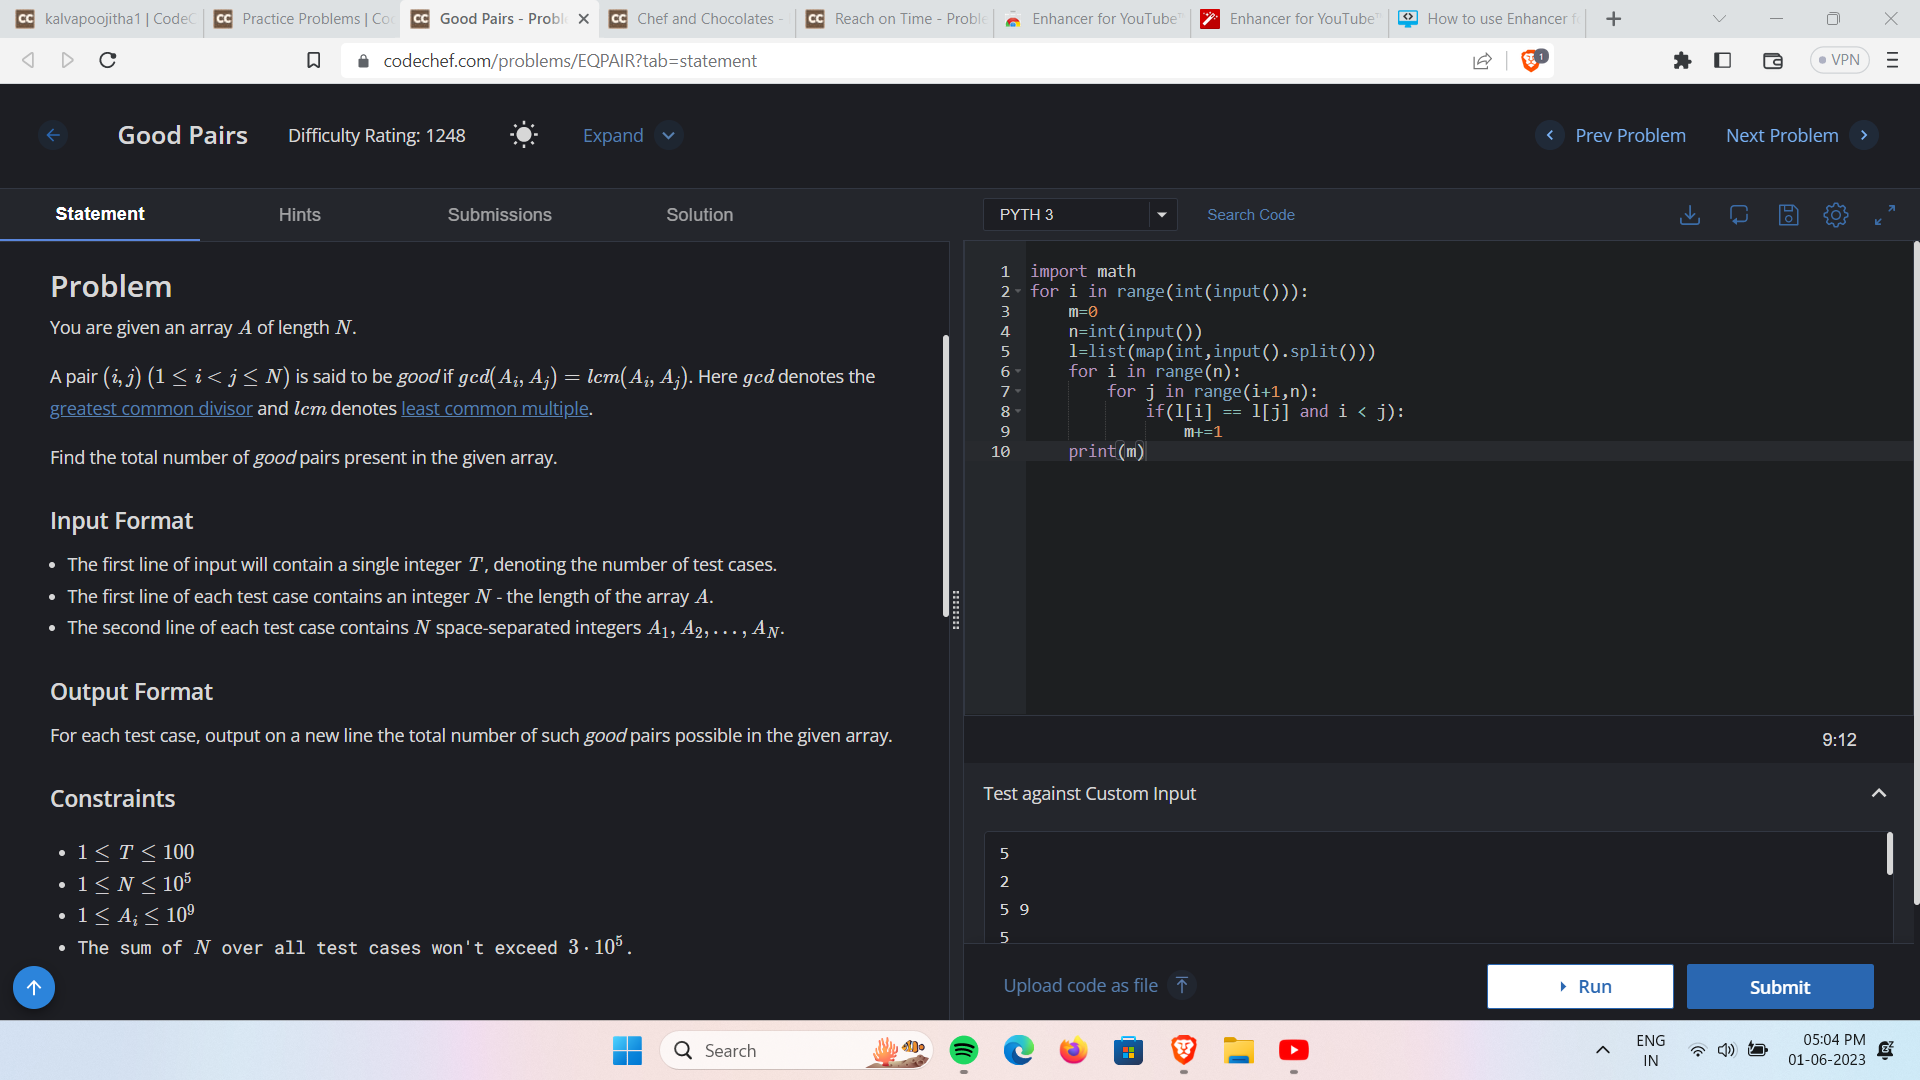 kalvapoojitha1 | CodeC
Practice Problems | Co
Good Pairs - Probl
Chef and Chocolates -
Reach on Time - Proble
Enhancer for YouTube™
Enhancer for YouTube™
How to use Enhancer f
codechef.com/problems/EQPAIR?tab=statement
1
VPN
Good Pairs
Difficulty Rating: 1248
Expand
Prev Problem
Next Problem
Statement
Hints
Submissions
Solution
Problem
You are given an array A of length N.
A pair (i, j) (1 ≤ i < j ≤ N) is said to be good if gcd(A_i, A_j) = lcm(A_i, A_j). Here gcd denotes the
greatest common divisor and lcm denotes least common multiple.
Find the total number of good pairs present in the given array.
Input Format
• The first line of input will contain a single integer T, denoting the number of test cases.
• The first line of each test case contains an integer N - the length of the array A.
• The second line of each test case contains N space-separated integers A_1, A_2, . . . , A_N.
Output Format
For each test case, output on a new line the total number of such good pairs possible in the given array.
Constraints
• 1 ≤ T ≤ 100
• 1 ≤ N ≤ 10^5
• 1 ≤ A_i ≤ 10^9
• The sum of N over all test cases won't exceed 3 · 10^5.
PYTH 3
Search Code
1 import math
2 for i in range(int(input())):
3     m=0
4     n=int(input())
5     l=list(map(int,input().split()))
6     for i in range(n):
7         for j in range(i+1,n):
8             if(l[i] == l[j] and i < j):
9                 m+=1
10     print(m)
9:12
Test against Custom Input
5
2
5 9
5
Upload code as file
Run
Submit
Search
ENG
IN
05:04 PM
01-06-2023